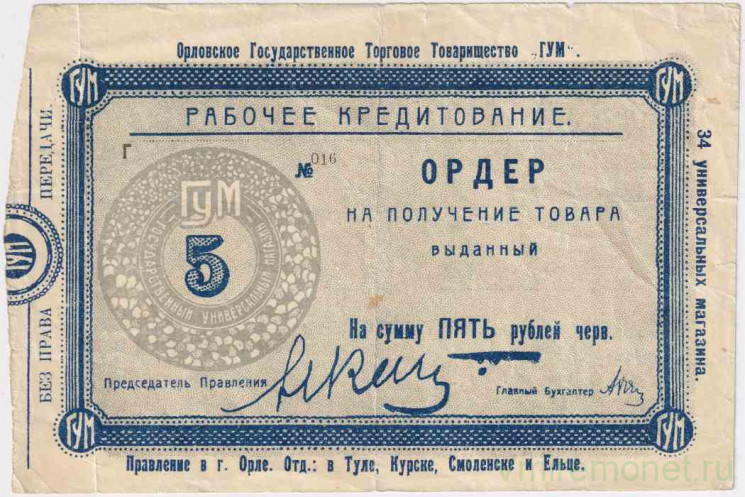 Орловское Государственное Торговое Товарищество „ГУМ“.
ГУМ
ГУМ
РАБОЧЕЕ КРЕДИТОВАНИЕ.
Г
№ 016
ГУМ
5
ГОСУДАРСТВЕННЫЙ УНИВЕРСАЛЬНЫЙ МАГАЗИН
ОРДЕР
НА ПОЛУЧЕНИЕ ТОВАРА
ВЫДАННЫЙ
На сумму ПЯТЬ рублей черв.
Председатель Правления
Главный Бухгалтер
ГУМ
ГУМ
Правление в г. Орле. Отд.: в Туле, Курске, Смоленске и Ельце.
БЕЗ ПРАВА ПЕРЕДАЧИ.
34 универсальных магазина.
vmiremonet.ru